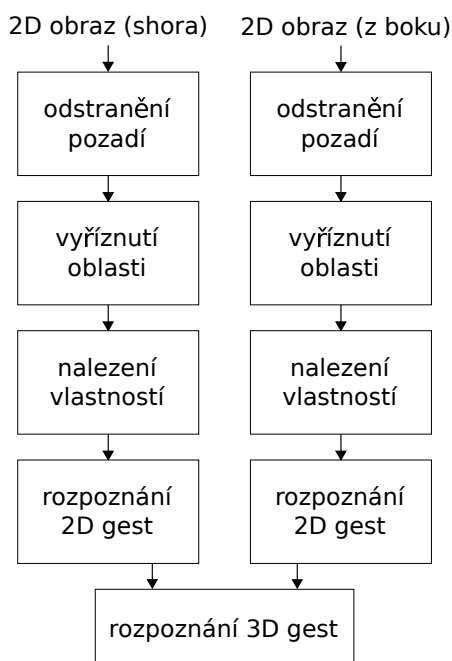 2D obraz (shora)
odstranění
pozadí
vyříznutí
oblasti
nalezení
vlastností
rozpoznání
2D gest
2D obraz (z boku)
odstranění
pozadí
vyříznutí
oblasti
nalezení
vlastností
rozpoznání
2D gest
rozpoznání 3D gest